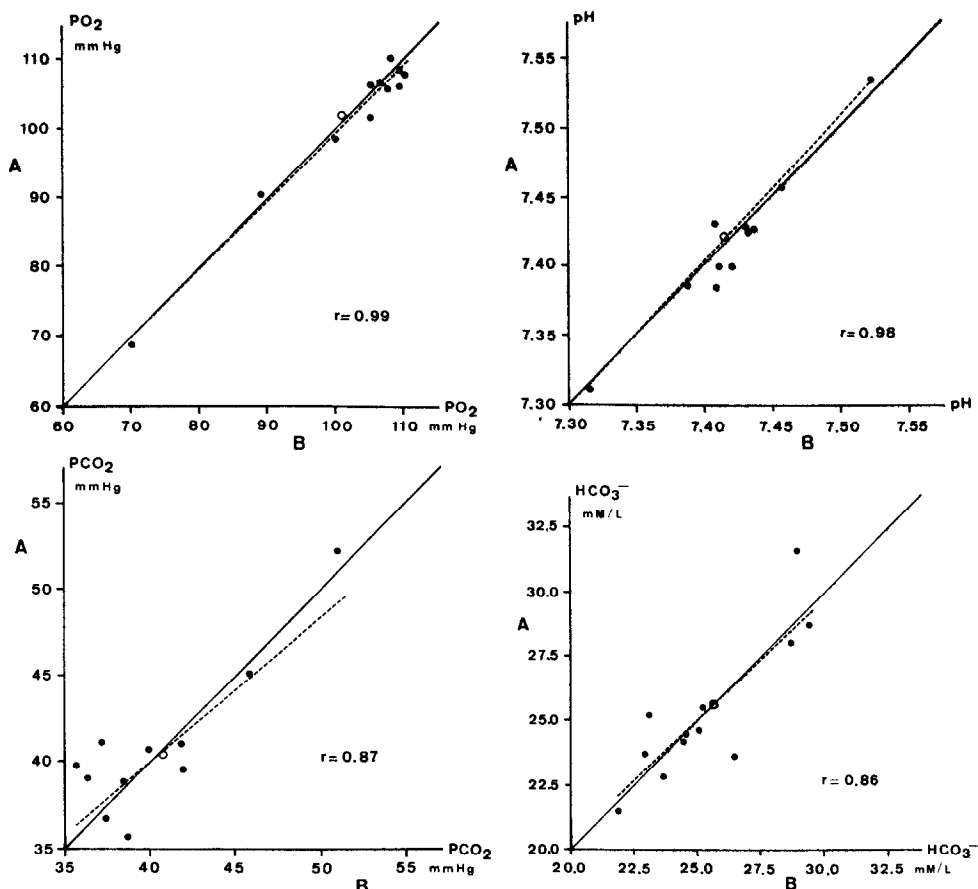 PO2
mm Hg
110
100
A
90
80
70
60
r= 0.99
60 70 80 90 100 110
PO2
mm Hg
B
pH
7.55
7.50
A
7.45
7.40
7.35
7.30
r=0.98
7.30 7.35 7.40 7.45 7.50 7,55
pH
B
PCO2
mmHg
55
A
50
45
40
35
r=0.87
35 40 45 50 55
PCO2
mmHg
B
HCO3−
mM/L
32.5
30.0
A
27.5
25.0
22.5
20.0
r=0.86
20.0 22.5 25.0 27.5 30.0 32.5
HCO3−
mM/L
B